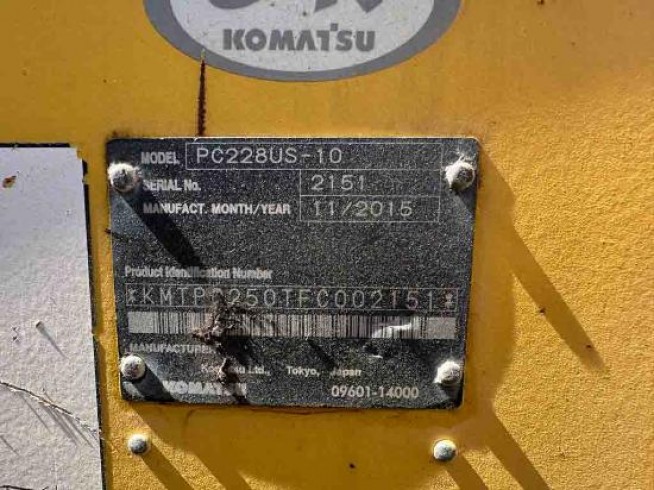 KOMATSU
MODEL PC228US-10
SERIAL No. 2151
MANUFACT. MONTH/YEAR 11/2015
Product Identification Number
MANUFACTURER
Komatsu Ltd., Tokyo, Japan
KOMATSU 09601-14000